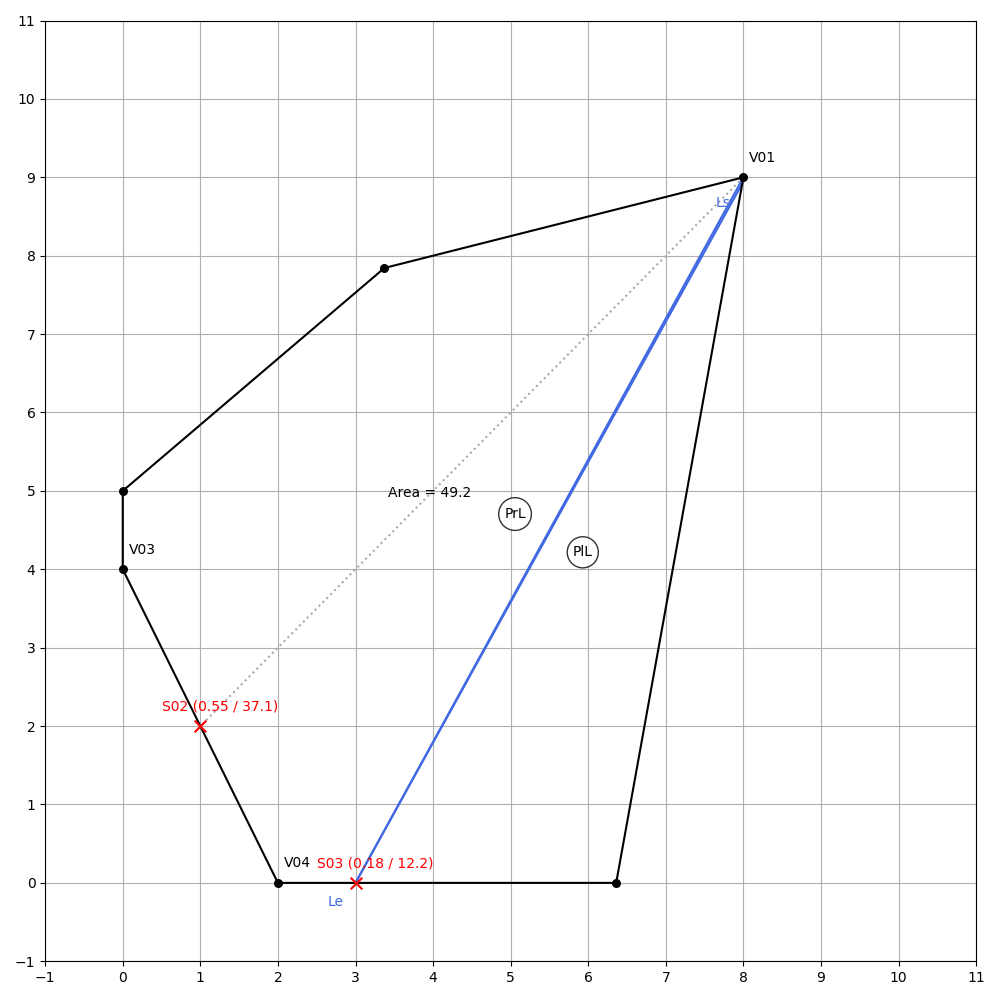 11
10
9
8
7
6
5
4
3
2
1
0
−1
V01
Ls
Area = 49.2
PrL
PlL
V03
S02 (0.55 / 37.1)
V04
S03 (0.18 / 12.2)
Le
−1 0 1 2 3 4 5 6 7 8 9 10 11